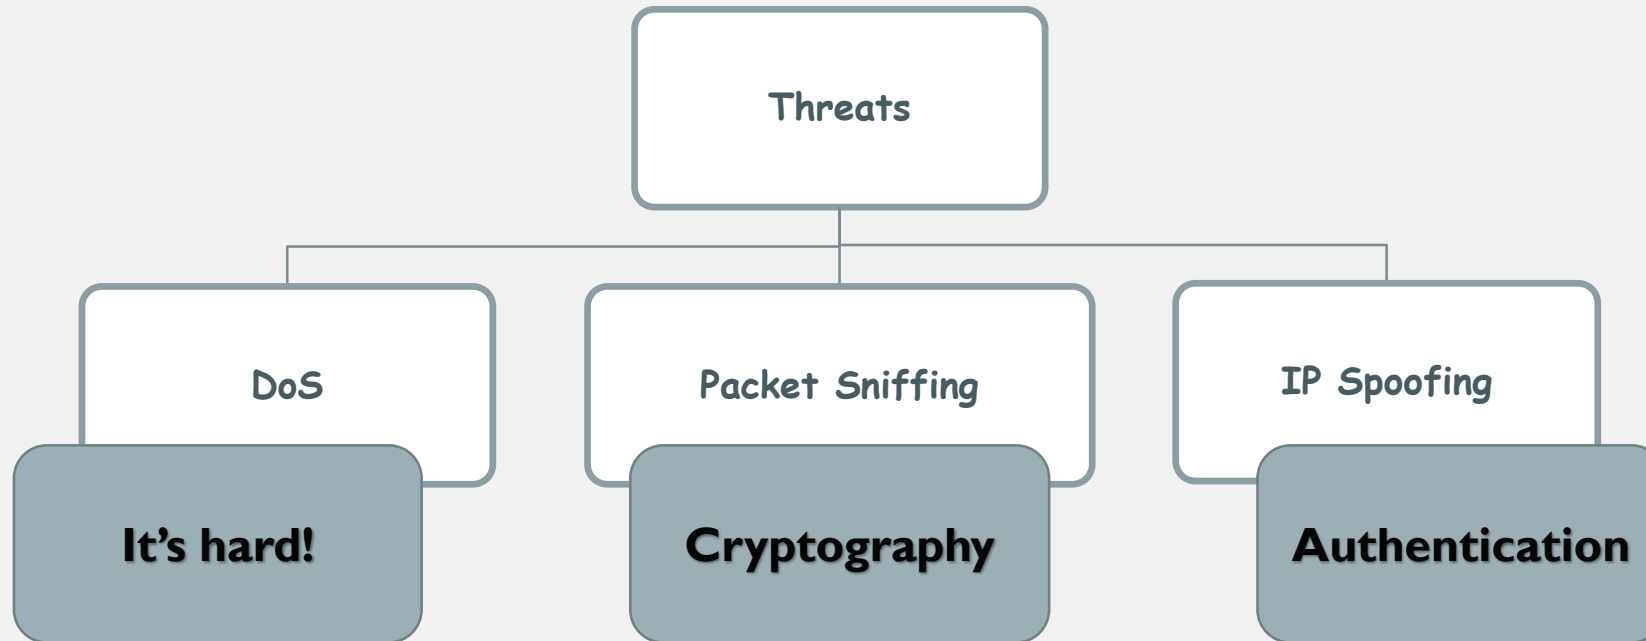 Threats
DoS
Packet Sniffing
IP Spoofing
It’s hard!
Cryptography
Authentication